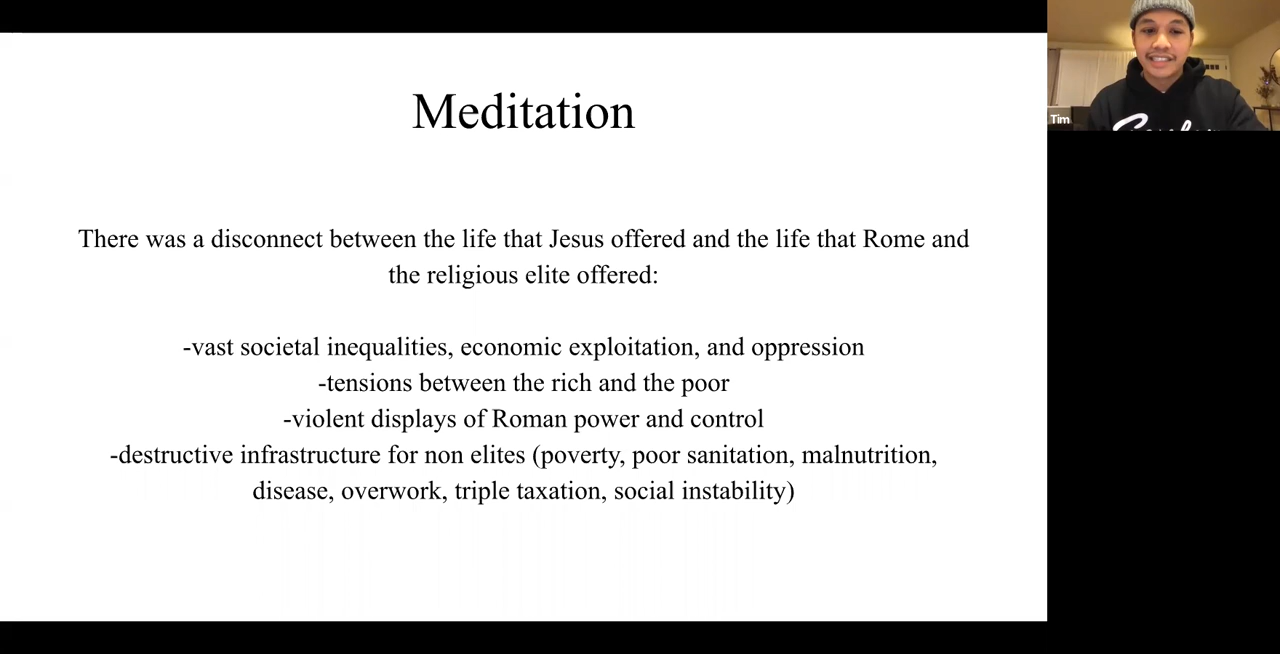 Meditation
There was a disconnect between the life that Jesus offered and the life that Rome and
the religious elite offered:
-vast societal inequalities, economic exploitation, and oppression
-tensions between the rich and the poor
-violent displays of Roman power and control
-destructive infrastructure for non elites (poverty, poor sanitation, malnutrition,
disease, overwork, triple taxation, social instability)
Tim